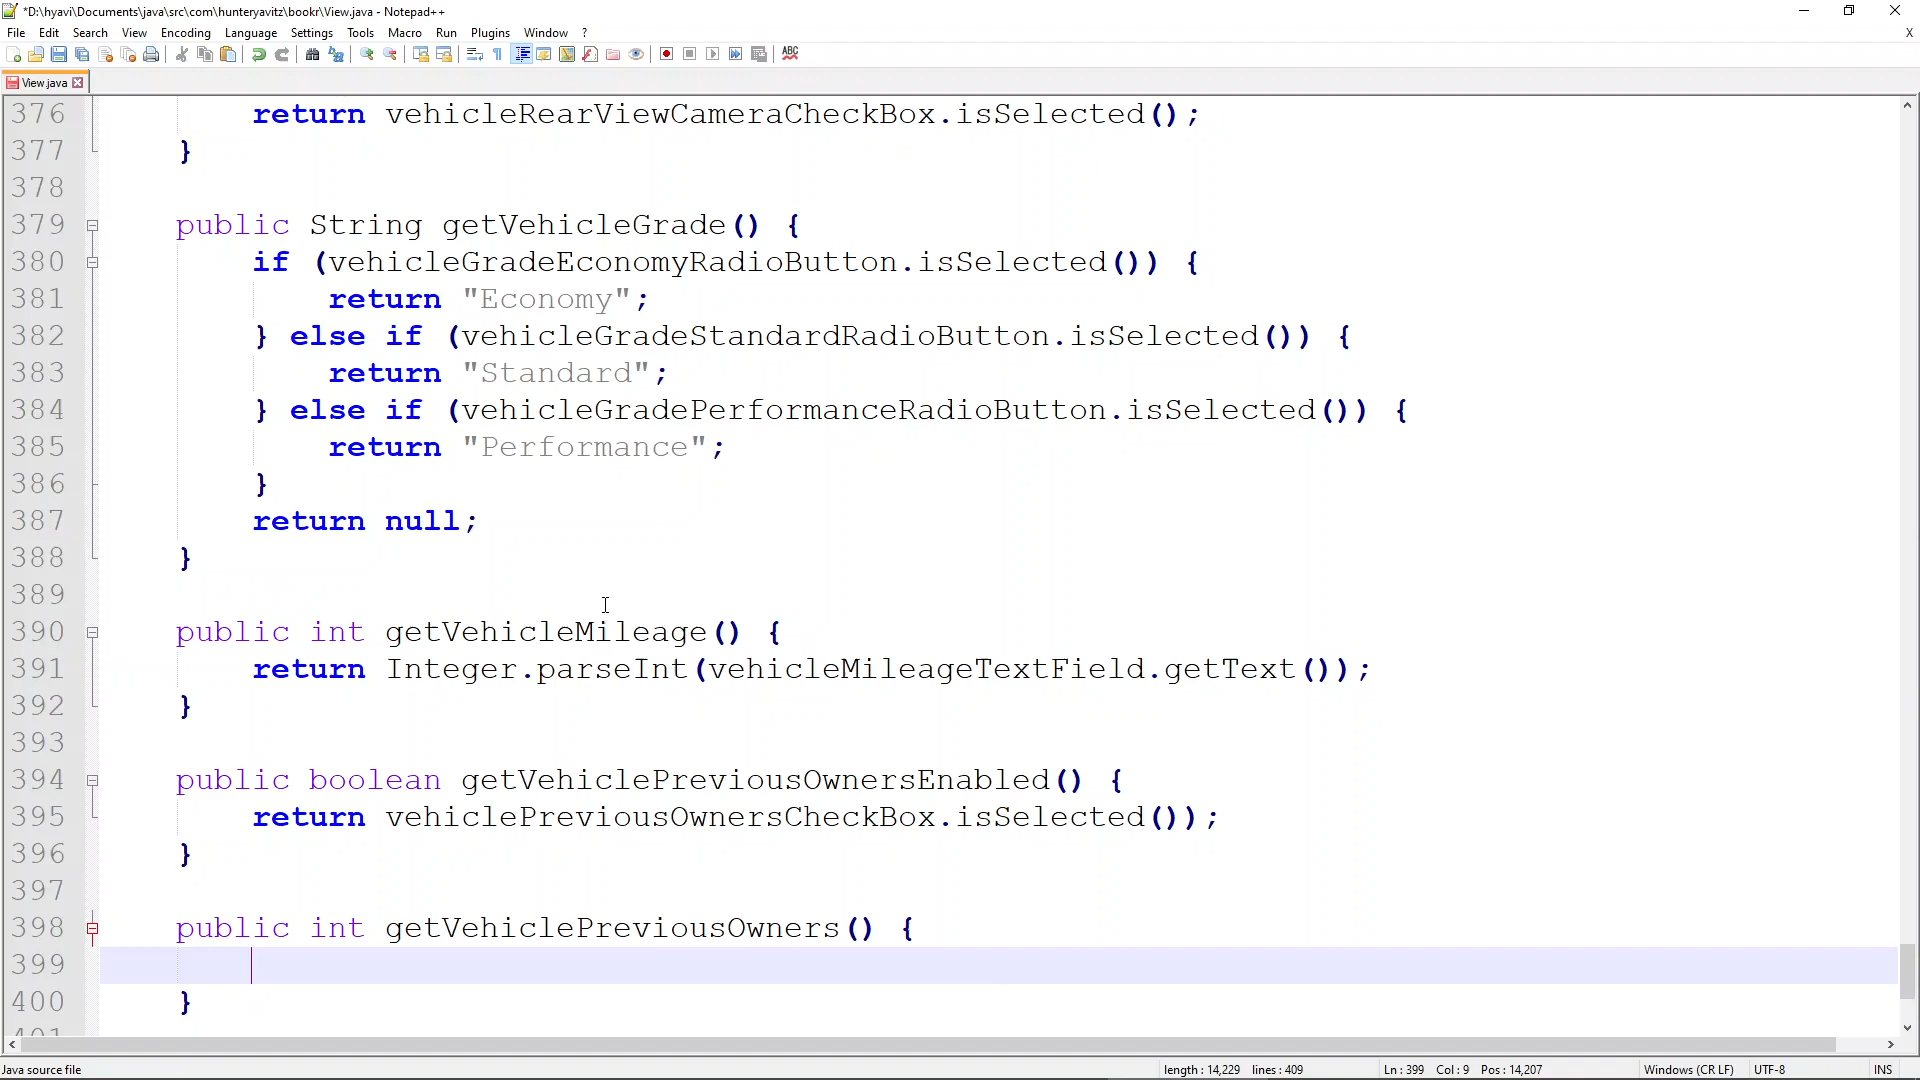 *D:\hyavi\Documents\java\src\com\hunteryavitz\bookr\View.java - Notepad++
File Edit Search View Encoding Language Settings Tools Macro Run Plugins Window ? X
ABC
View.java
376 return vehicleRearViewCameraCheckBox.isSelected();
377 }
378
379 public String getVehicleGrade() {
380 if (vehicleGradeEconomyRadioButton.isSelected()) {
381 return "Economy";
382 } else if (vehicleGradeStandardRadioButton.isSelected()) {
383 return "Standard";
384 } else if (vehicleGradePerformanceRadioButton.isSelected()) {
385 return "Performance";
386 }
387 return null;
388 }
389
390 public int getVehicleMileage() {
391 return Integer.parseInt(vehicleMileageTextField.getText());
392 }
393
394 public boolean getVehiclePreviousOwnersEnabled() {
395 return vehiclePreviousOwnersCheckBox.isSelected());
396 }
397
398 public int getVehiclePreviousOwners() {
399
400 }
401
Java source file length : 14,229 lines : 409 Ln : 399 Col : 9 Pos : 14,207 Windows (CR LF) UTF-8 INS